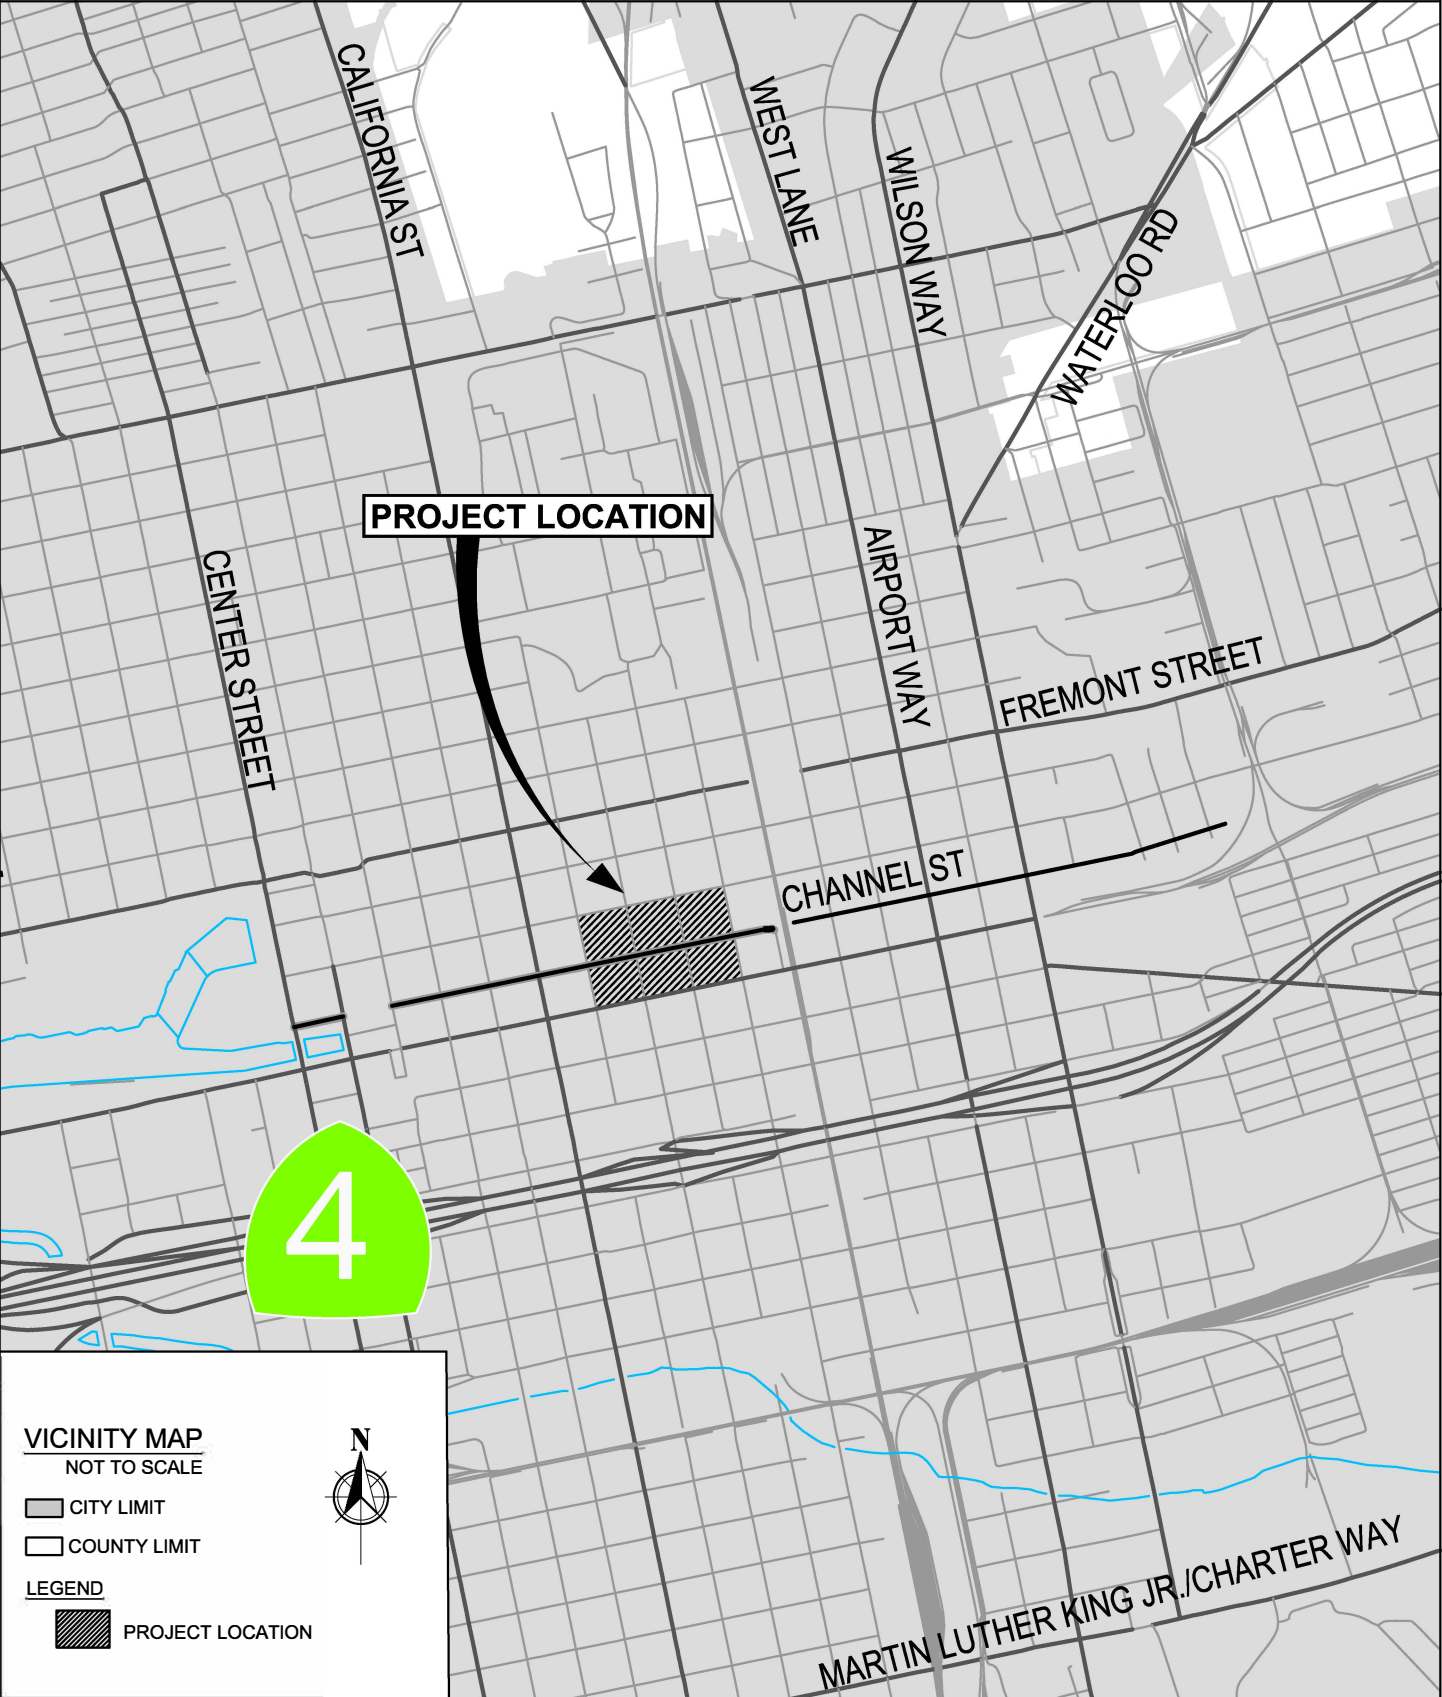 CALIFORNIA ST
WEST LANE
WILSON WAY
WATERLOO RD
PROJECT LOCATION
CENTER STREET
AIRPORT WAY
FREMONT STREET
CHANNEL ST
4
MARTIN LUTHER KING JR./CHARTER WAY
VICINITY MAP
NOT TO SCALE
N
CITY LIMIT
COUNTY LIMIT
LEGEND
PROJECT LOCATION